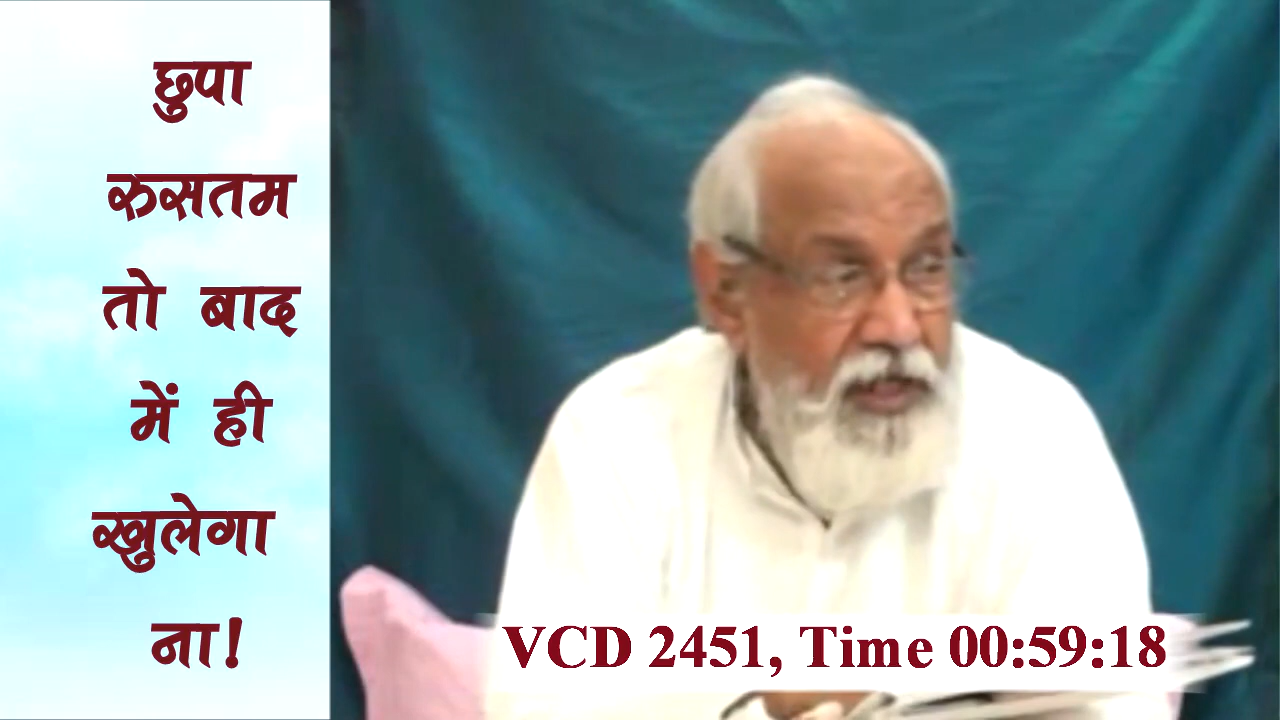 छुपा
रुसतम
तो बाद
में ही
खुलेगा
ना!
VCD 2451, Time 00:59:18